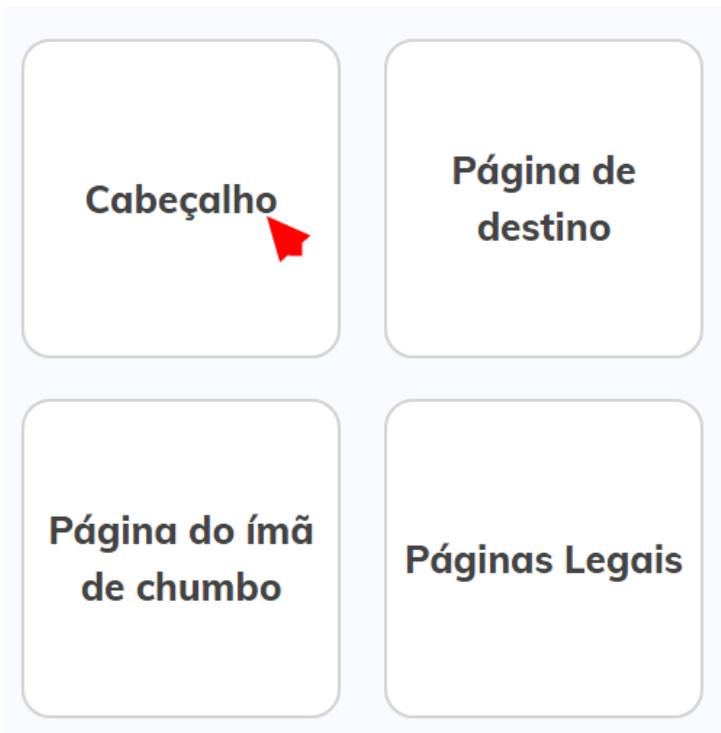 Cabeçalho
Página de
destino
Página do ímã
de chumbo
Páginas Legais